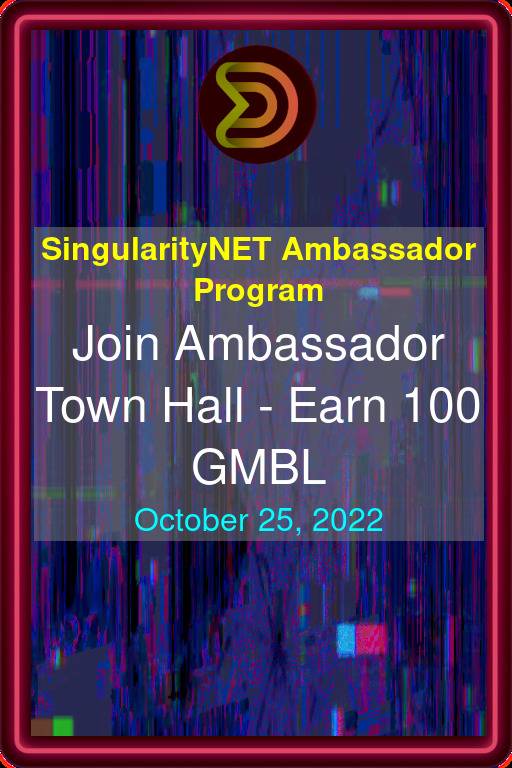 SingularityNET Ambassador
Program
Join Ambassador
Town Hall - Earn 100
GMBL
October 25, 2022